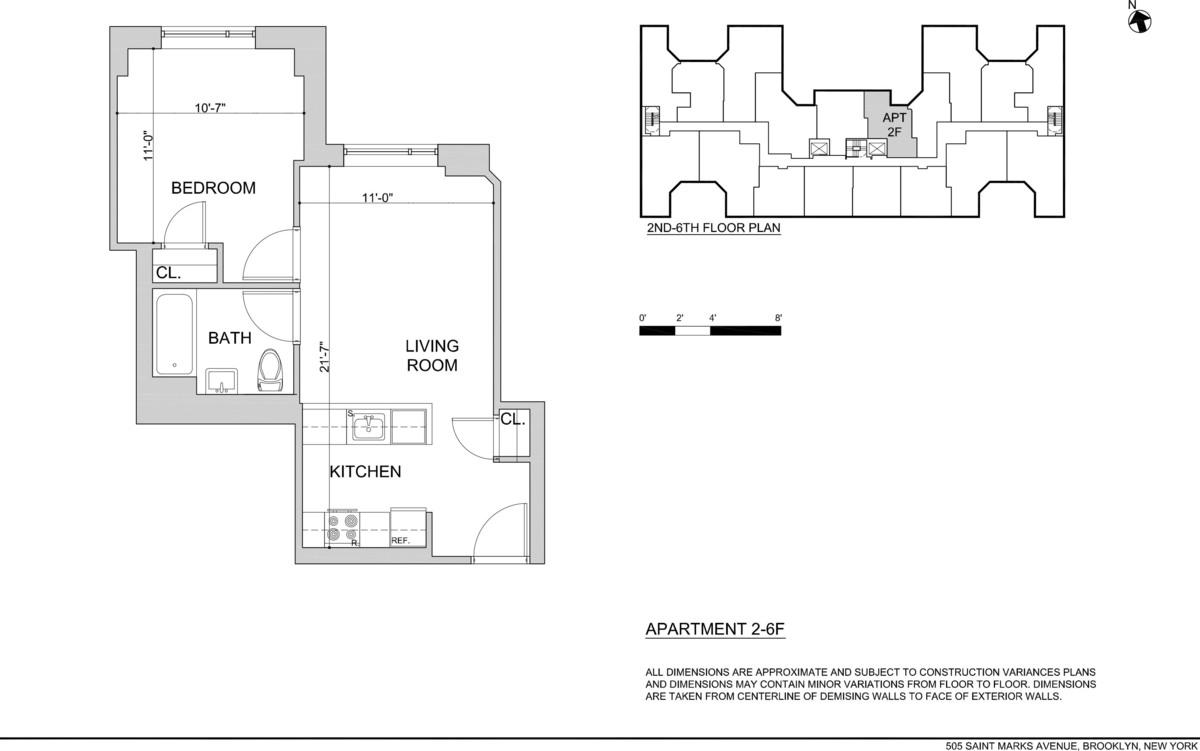 N
10'-7"
11'-0"
BEDROOM
CL.
BATH
11'-0"
21'-7"
LIVING
ROOM
S.
CL.
KITCHEN
R.
REF.
APT
2F
2ND-6TH FLOOR PLAN
0' 2' 4' 8'
APARTMENT 2-6F
ALL DIMENSIONS ARE APPROXIMATE AND SUBJECT TO CONSTRUCTION VARIANCES PLANS
AND DIMENSIONS MAY CONTAIN MINOR VARIATIONS FROM FLOOR TO FLOOR. DIMENSIONS
ARE TAKEN FROM CENTERLINE OF DEMISING WALLS TO FACE OF EXTERIOR WALLS.
505 SAINT MARKS AVENUE, BROOKLYN, NEW YORK